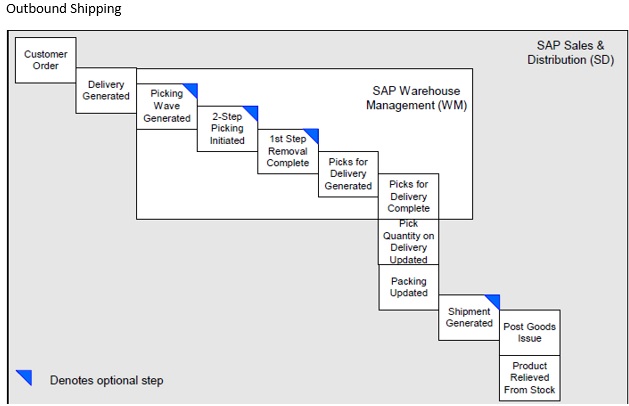 Outbound Shipping
SAP Sales &
Distribution (SD)
Customer
Order
Delivery
Generated
SAP Warehouse
Management (WM)
Picking
Wave
Generated
2-Step
Picking
Initiated
1st Step
Removal
Complete
Picks for
Delivery
Generated
Picks for
Delivery
Complete
Pick
Quantity on
Delivery
Updated
Packing
Updated
Shipment
Generated
Post Goods
Issue
Product
Relieved
From Stock
Denotes optional step